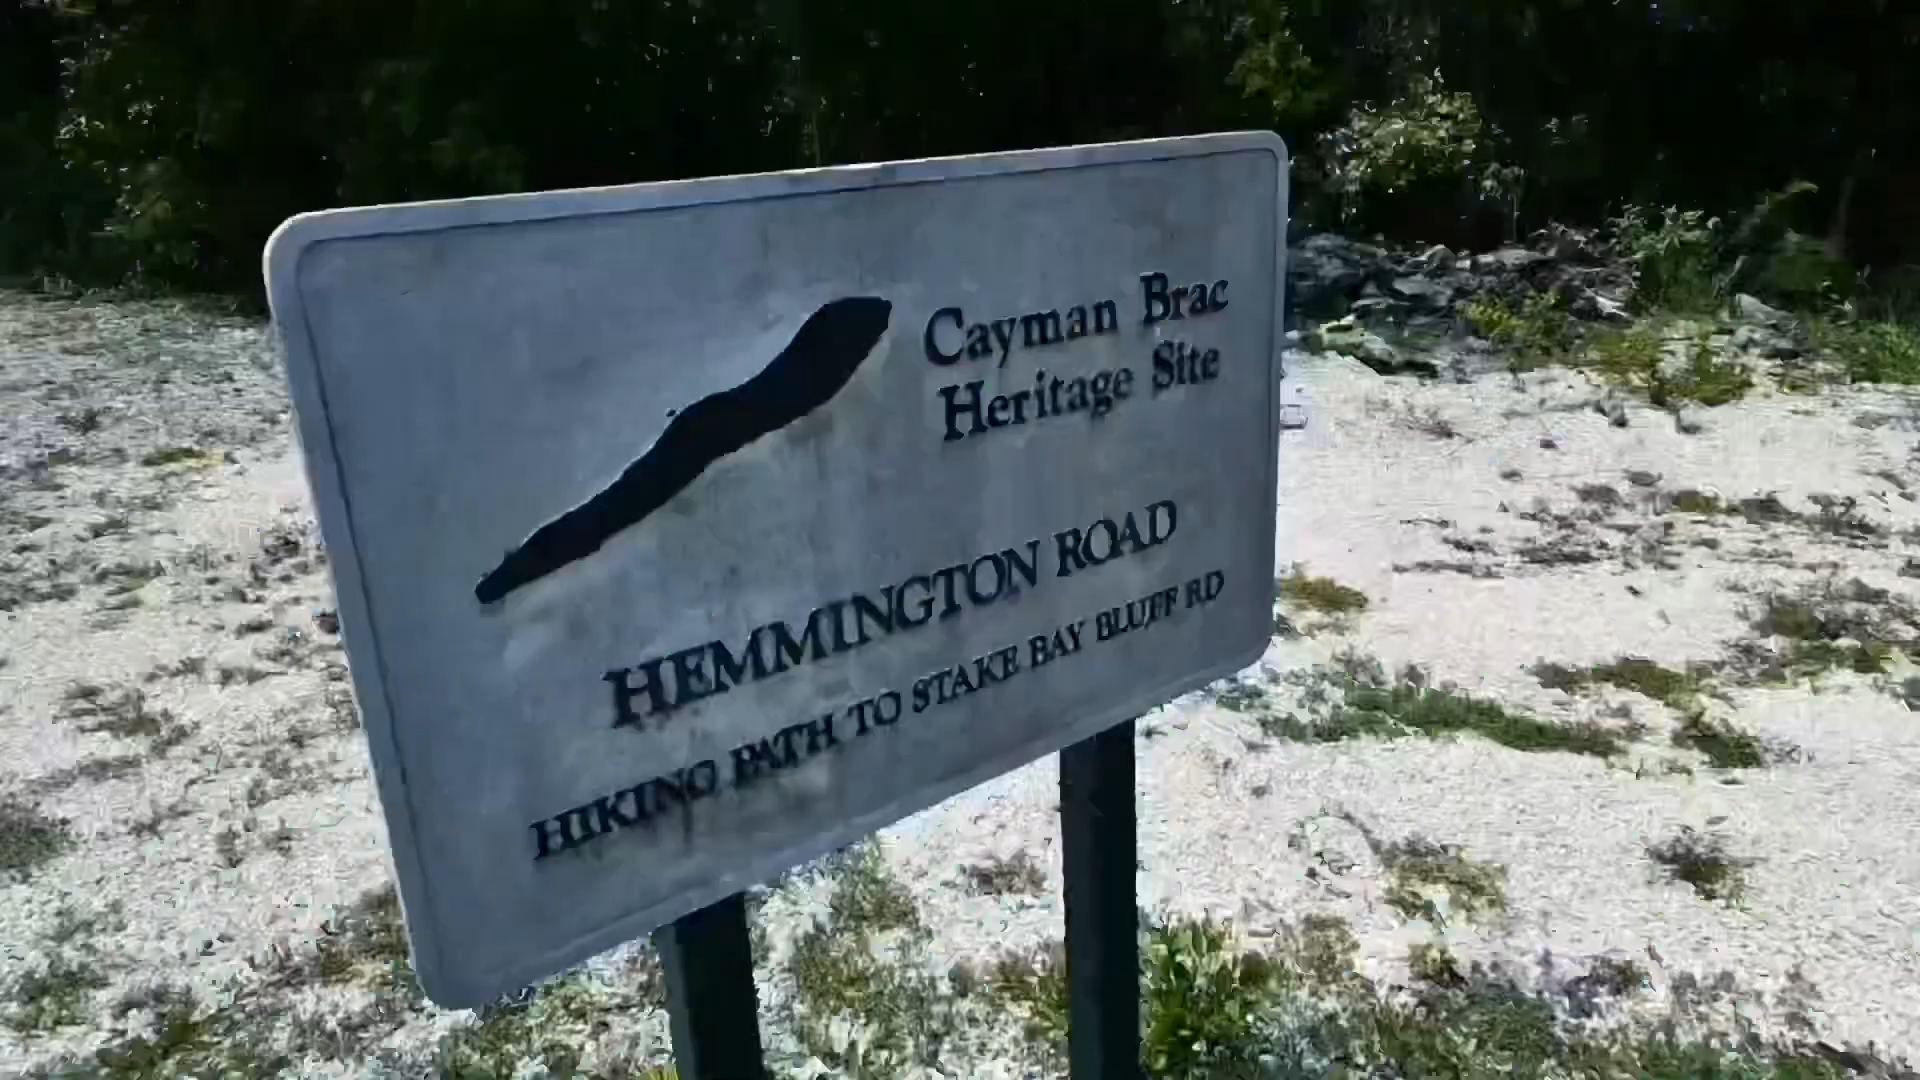 Cayman Brac
Heritage Site
HEMMINGTON ROAD
HIKING PATH TO STAKE BAY BLUFF RD